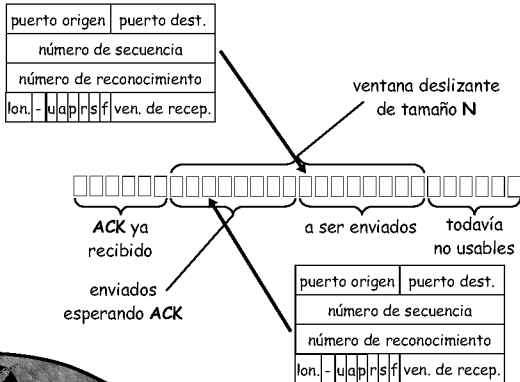 puerto origen puerto dest.
número de secuencia
número de reconocimiento
lon. - u a p r s f ven. de recep.
ventana deslizante
de tamaño N
ACK ya
recibido
enviados
esperando ACK
a ser enviados
todavía
no usables
puerto origen puerto dest.
número de secuencia
número de reconocimiento
lon. - u a p r s f ven. de recep.